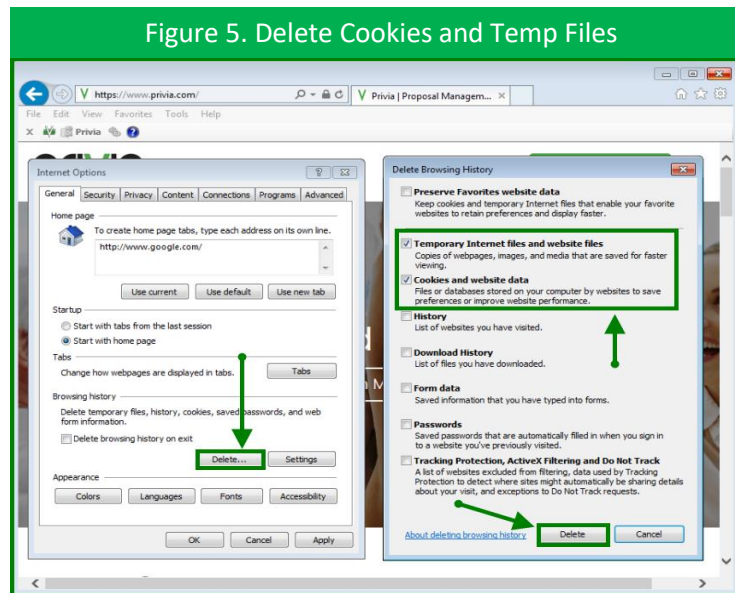 Figure 5. Delete Cookies and Temp Files
https://www.privia.com/
Privia | Proposal Managem...
File Edit View Favorites Tools Help
x Privia
Internet Options
General Security Privacy Content Connections Programs Advanced
Home page
To create home page tabs, type each address on its own line.
http://www.google.com/
Use current Use default Use new tab
Startup
Start with tabs from the last session
Start with home page
Tabs
Change how webpages are displayed in tabs. Tabs
Browsing history
Delete temporary files, history, cookies, saved passwords, and web
form information.
Delete browsing history on exit
Delete... Settings
Appearance
Colors Languages Fonts Accessibility
OK Cancel Apply
Delete Browsing History
Preserve Favorites website data
Keep cookies and temporary Internet files that enable your favorite
websites to retain preferences and display faster.
Temporary Internet files and website files
Copies of webpages, images, and media that are saved for faster
viewing.
Cookies and website data
Files or databases stored on your computer by websites to save
preferences or improve website performance.
History
List of websites you have visited.
Download History
List of files you have downloaded.
Form data
Saved information that you have typed into forms.
Passwords
Saved passwords that are automatically filled in when you sign in
to a website you've previously visited.
Tracking Protection, ActiveX Filtering and Do Not Track
A list of websites excluded from filtering, data used by Tracking
Protection to detect where sites might automatically be sharing details
about your visit, and exceptions to Do Not Track requests.
About deleting browsing history Delete Cancel